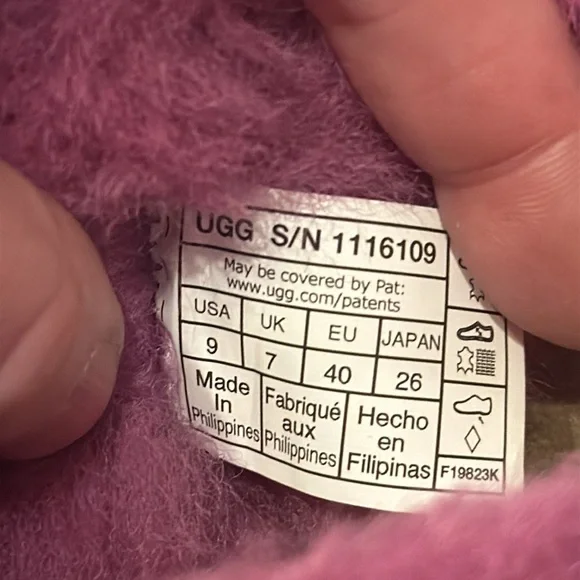 UGG S/N 1116109
May be covered by Pat:
www.ugg.com/patents
USA UK EU JAPAN
9 7 40 26
Made In Philippines
Fabriqué aux Philippines
Hecho en Filipinas
F19823K